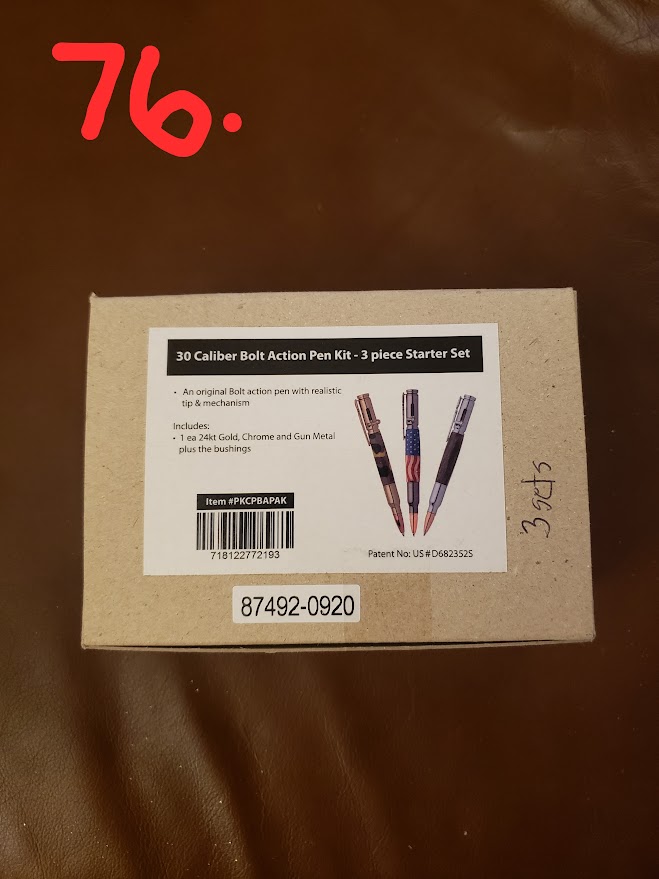 76.
30 Caliber Bolt Action Pen Kit - 3 piece Starter Set
• An original Bolt action pen with realistic
tip & mechanism
Includes:
• 1 ea 24kt Gold, Chrome and Gun Metal
plus the bushings
Item #PKCPBAPAK
718122772193
Patent No: US#D682352S
3 sets
87492-0920